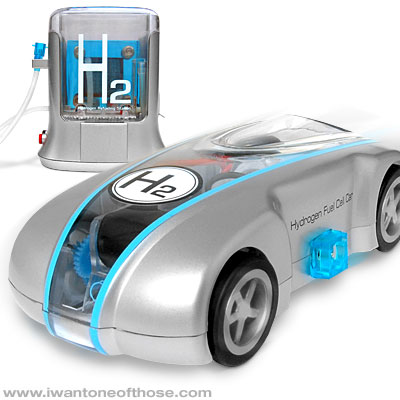 H2
Hydrogen Refueling Station
H2
Hydrogen Fuel Cell Car
www.iwantoneofthose.com